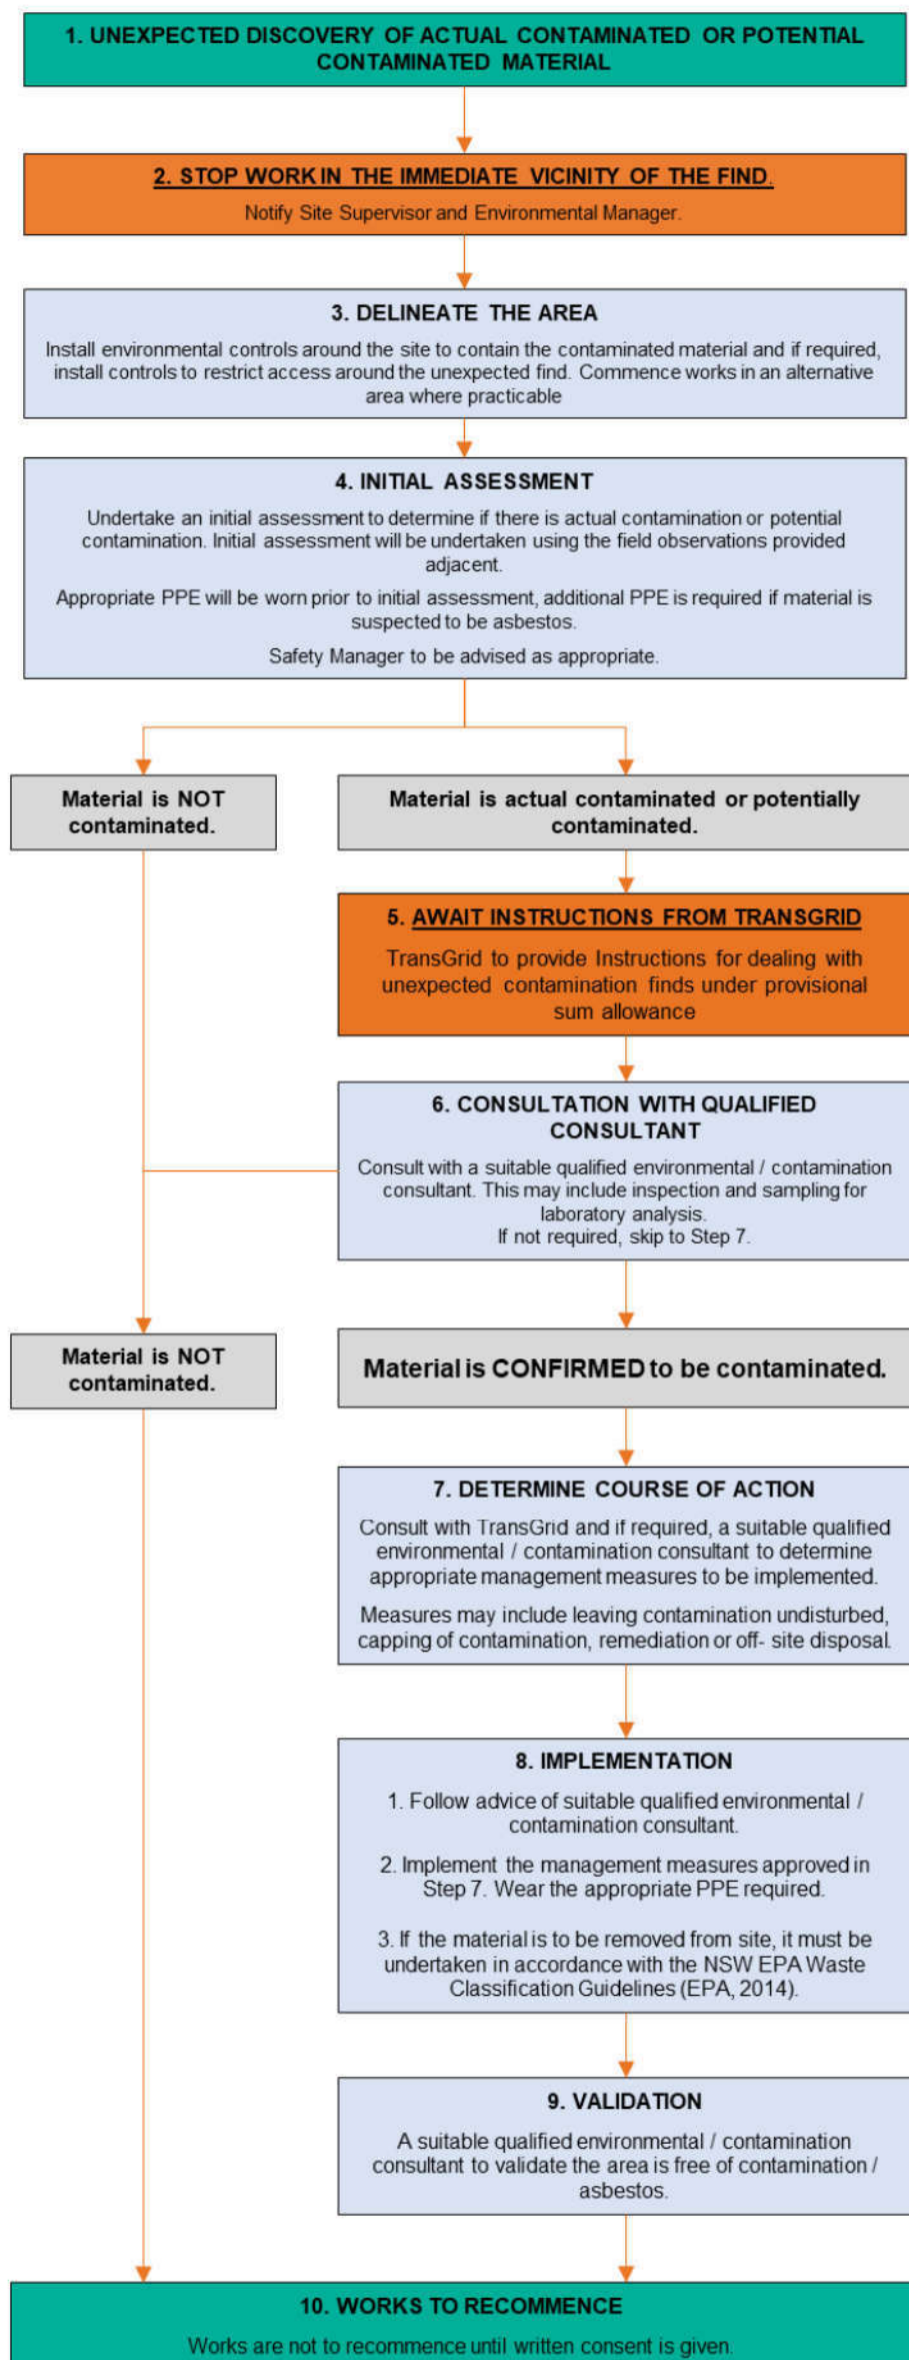 1. UNEXPECTED DISCOVERY OF ACTUAL CONTAMINATED OR POTENTIAL
CONTAMINATED MATERIAL
2. STOP WORK IN THE IMMEDIATE VICINITY OF THE FIND.
Notify Site Supervisor and Environmental Manager.
3. DELINEATE THE AREA
Install environmental controls around the site to contain the contaminated material and if required,
install controls to restrict access around the unexpected find. Commence works in an alternative
area where practicable
4. INITIAL ASSESSMENT
Undertake an initial assessment to determine if there is actual contamination or potential
contamination. Initial assessment will be undertaken using the field observations provided
adjacent.
Appropriate PPE will be worn prior to initial assessment, additional PPE is required if material is
suspected to be asbestos.
Safety Manager to be advised as appropriate.
Material is NOT
contaminated.
Material is actual contaminated or potentially
contaminated.
5. AWAIT INSTRUCTIONS FROM TRANSGRID
TransGrid to provide Instructions for dealing with
unexpected contamination finds under provisional
sum allowance
6. CONSULTATION WITH QUALIFIED
CONSULTANT
Consult with a suitable qualified environmental / contamination
consultant. This may include inspection and sampling for
laboratory analysis.
If not required, skip to Step 7.
Material is NOT
contaminated.
Material is CONFIRMED to be contaminated.
7. DETERMINE COURSE OF ACTION
Consult with TransGrid and if required, a suitable qualified
environmental / contamination consultant to determine
appropriate management measures to be implemented.
Measures may include leaving contamination undisturbed,
capping of contamination, remediation or off- site disposal.
8. IMPLEMENTATION
1. Follow advice of suitable qualified environmental /
contamination consultant.
2. Implement the management measures approved in
Step 7. Wear the appropriate PPE required.
3. If the material is to be removed from site, it must be
undertaken in accordance with the NSW EPA Waste
Classification Guidelines (EPA, 2014).
9. VALIDATION
A suitable qualified environmental / contamination
consultant to validate the area is free of contamination /
asbestos.
10. WORKS TO RECOMMENCE
Works are not to recommence until written consent is given.